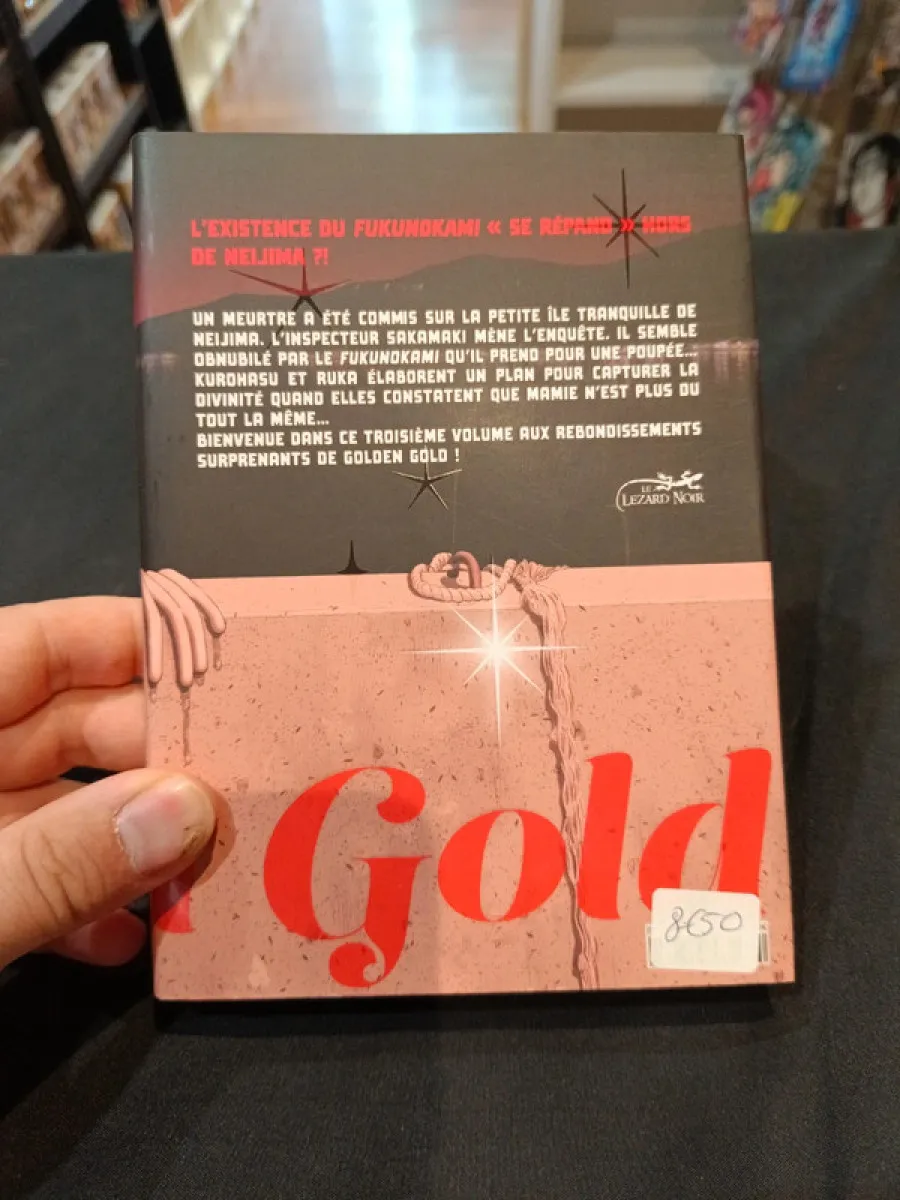 L'EXISTENCE DU FUKUNOKAMI « SE RÉPAND » HORS
DE NEIJIMA ?!
UN MEURTRE A ÉTÉ COMMIS SUR LA PETITE ÎLE TRANQUILLE DE
NEIJIMA. L'INSPECTEUR SAKAMAKI MÈNE L'ENQUÊTE. IL SEMBLE
OBNUBILÉ PAR LE FUKUNOKAMI QU'IL PREND POUR UNE POUPÉE...
KUROHASU ET RUKA ÉLABORENT UN PLAN POUR CAPTURER LA
DIVINITÉ QUAND ELLES CONSTATENT QUE MAMIE N'EST PLUS DU
TOUT LA MÊME...
BIENVENUE DANS CE TROISIÈME VOLUME AUX REBONDISSEMENTS
SURPRENANTS DE GOLDEN GOLD !
LE
LEZARD NOIR
Gold
8€50